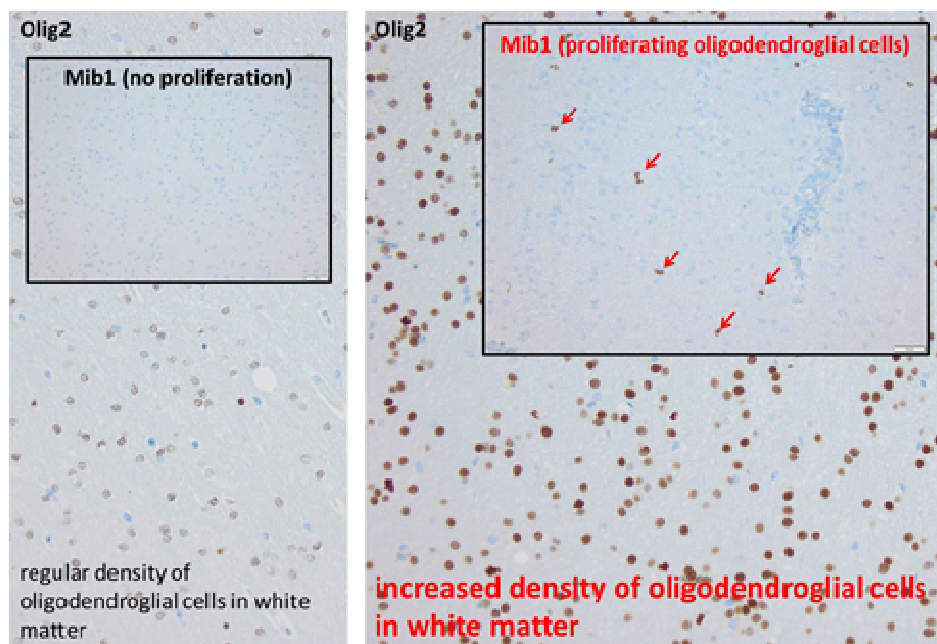 Olig2
Mib1 (no proliferation)
regular density of
oligodendroglial cells in white
matter
Olig2
Mib1 (proliferating oligodendroglial cells)
increased density of oligodendroglial cells
in white matter